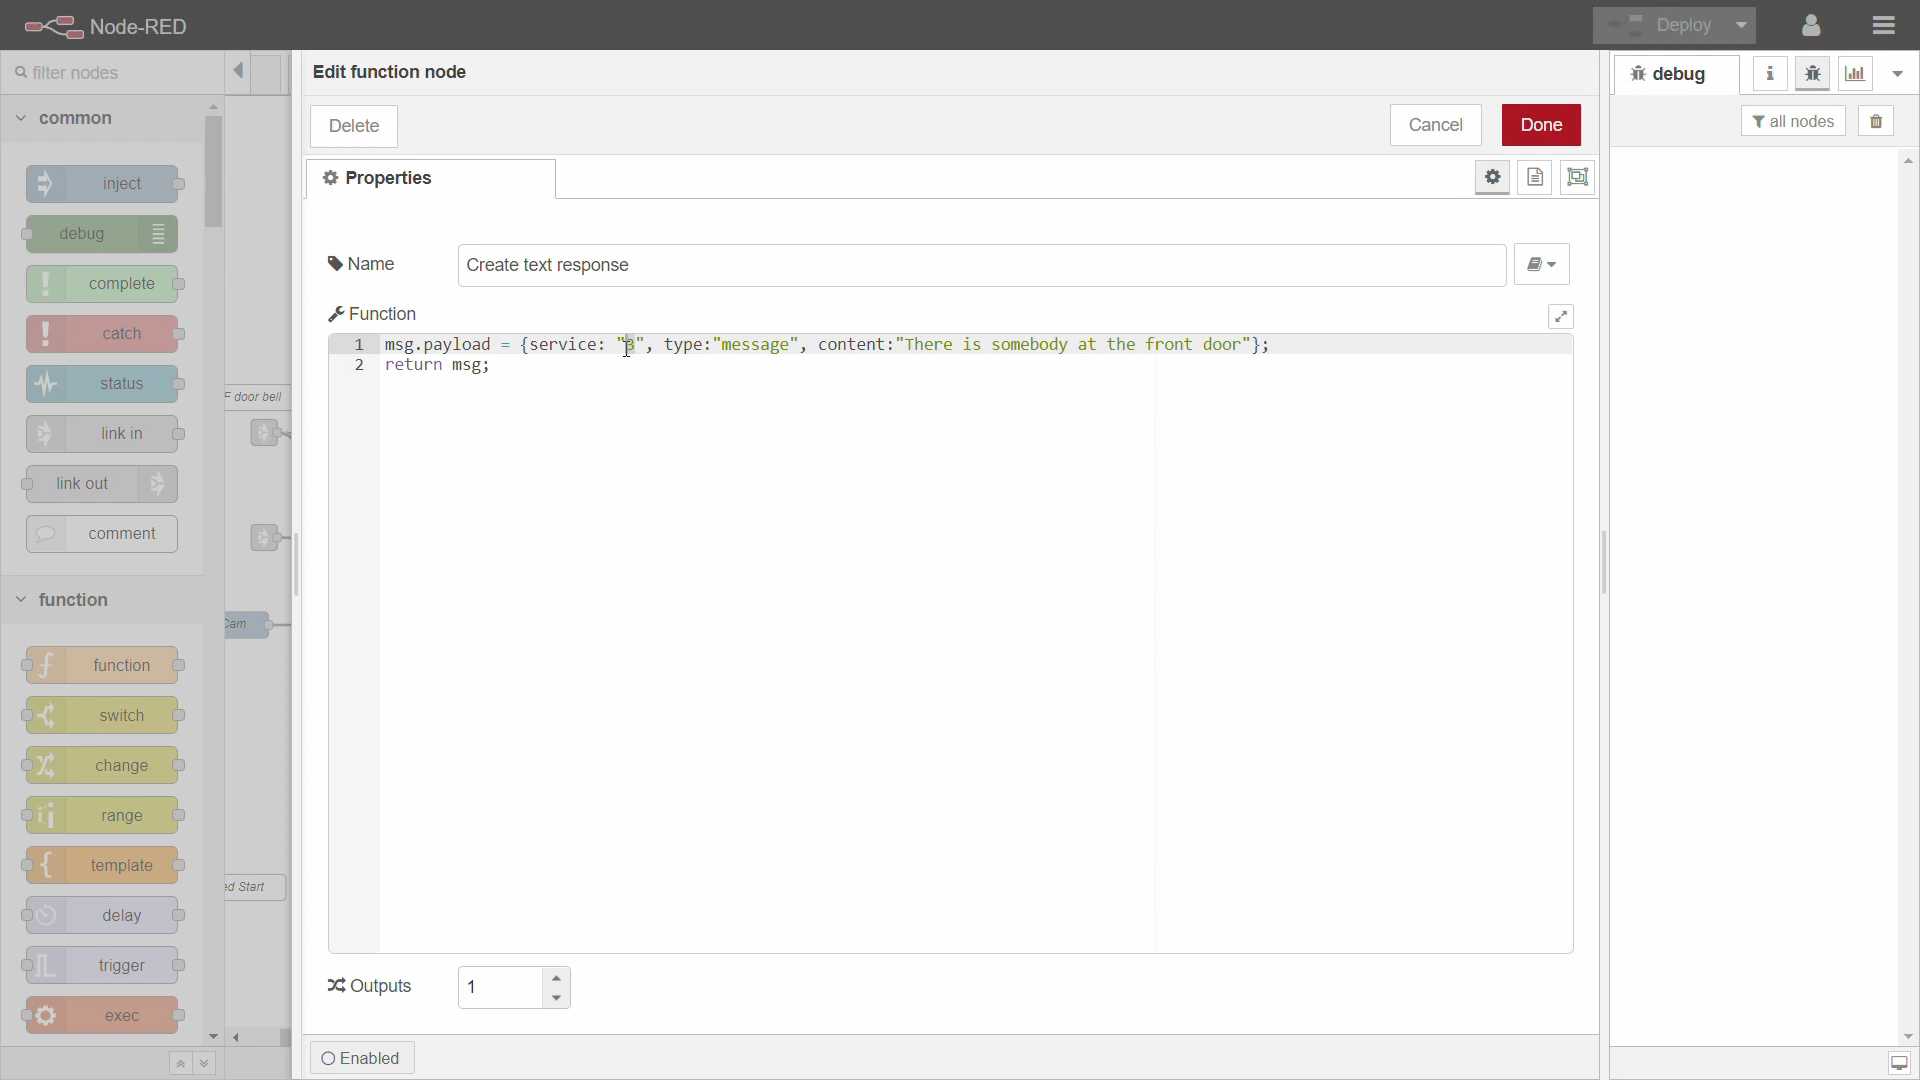 Node-RED
Deploy
filter nodes
Edit function node
debug
Delete
Cancel
Done
all nodes
common
Properties
inject
debug
complete
catch
status
link in
link out
comment
function
function
switch
change
range
template
delay
trigger
exec
F door bell
Cam
ed Start
Name
Create text response
Function
1 msg.payload = {service: "3", type:"message", content:"There is somebody at the front door"};
2 return msg;
Outputs
1
Enabled